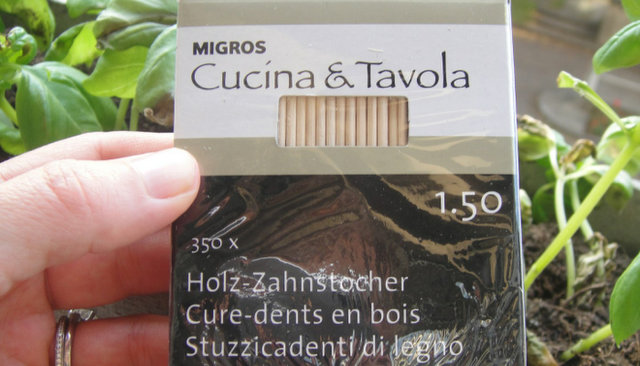 MIGROS
Cucina & Tavola
1.50
350 x
Holz-Zahnstocher
Cure-dents en bois
Stuzzicadenti di legno